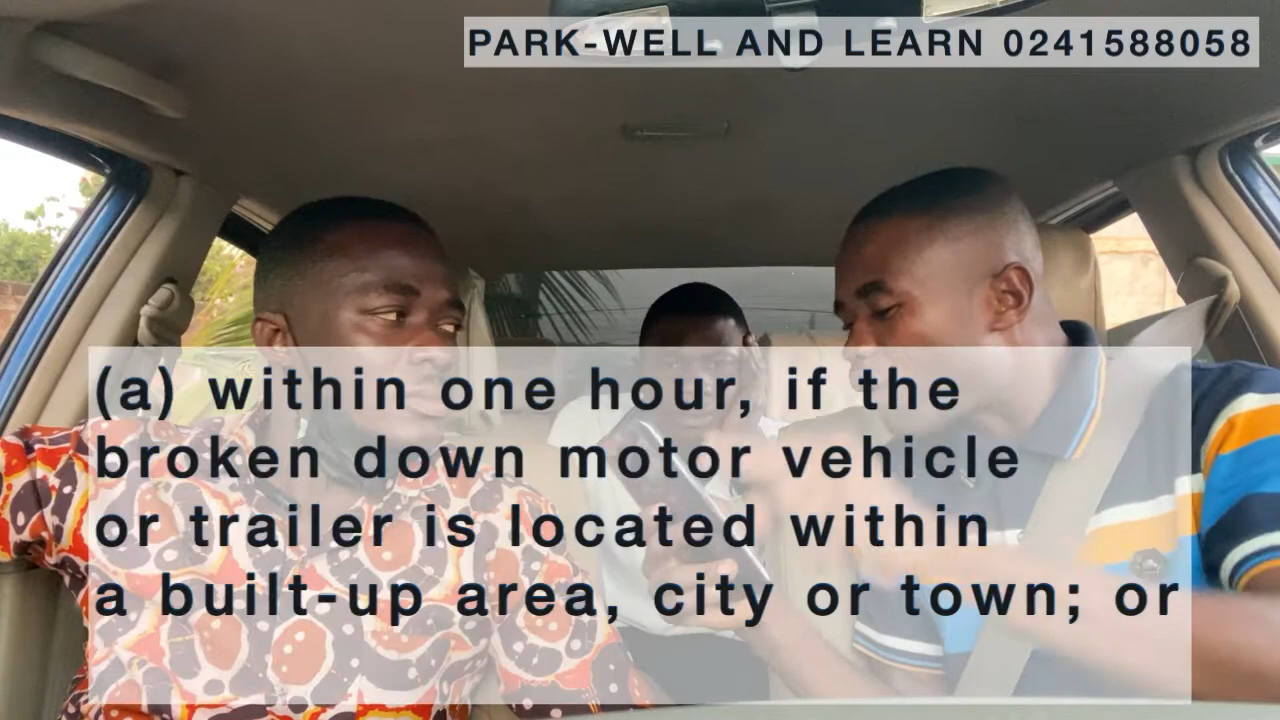 PARK-WELL AND LEARN 0241588058
(a) within one hour, if the
broken down motor vehicle
or trailer is located within
a built-up area, city or town; or